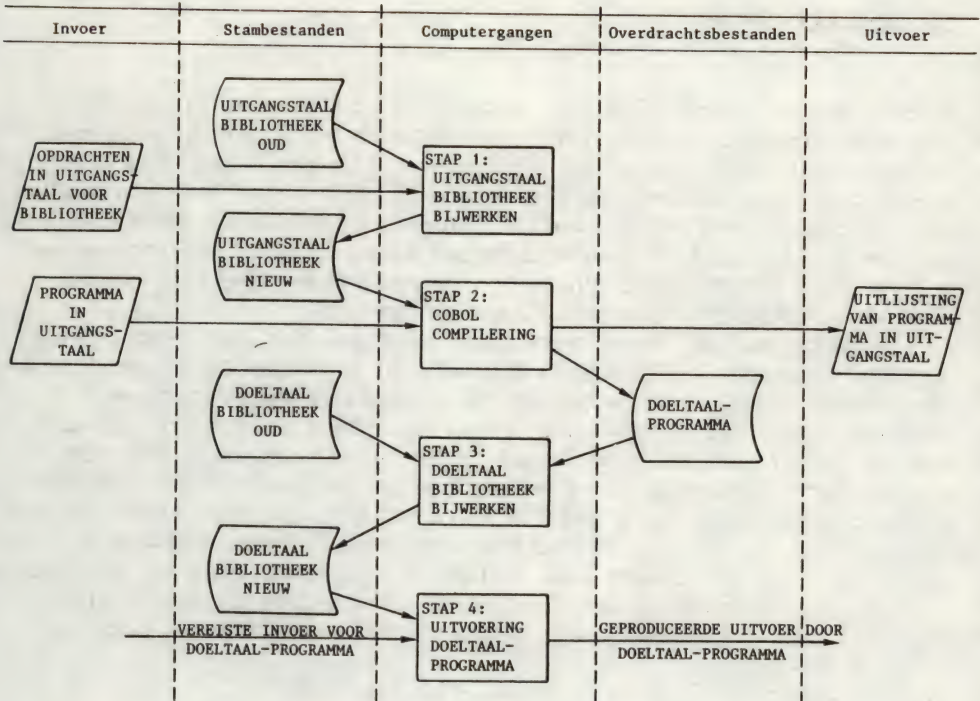 Invoer
Stambestanden
Computergangen
Overdrachtsbestanden
Uitvoer
UITGANGSTAAL
BIBLIOTHEEK
OUD
OPDRACHTEN
IN UITGANGS-
TAAL VOOR
BIBLIOTHEEK
STAP 1:
UITGANGSTAAL
BIBLIOTHEEK
BIJWERKEN
UITGANGSTAAL
BIBLIOTHEEK
NIEUW
PROGRAMMA
IN
UITGANGS-
TAAL
STAP 2:
COBOL
COMPILERING
UITLIJSTING
VAN PROGRAM-
MA IN UIT-
GANGSTAAL
DOELTAAL
BIBLIOTHEEK
OUD
DOELTAAL-
PROGRAMMA
STAP 3:
DOELTAAL
BIBLIOTHEEK
BIJWERKEN
DOELTAAL
BIBLIOTHEEK
NIEUW
STAP 4:
UITVOERING
DOELTAAL-
PROGRAMMA
VEREISTE INVOER VOOR
DOELTAAL-PROGRAMMA
GEPRODUCEERDE UITVOER DOOR
DOELTAAL-PROGRAMMA